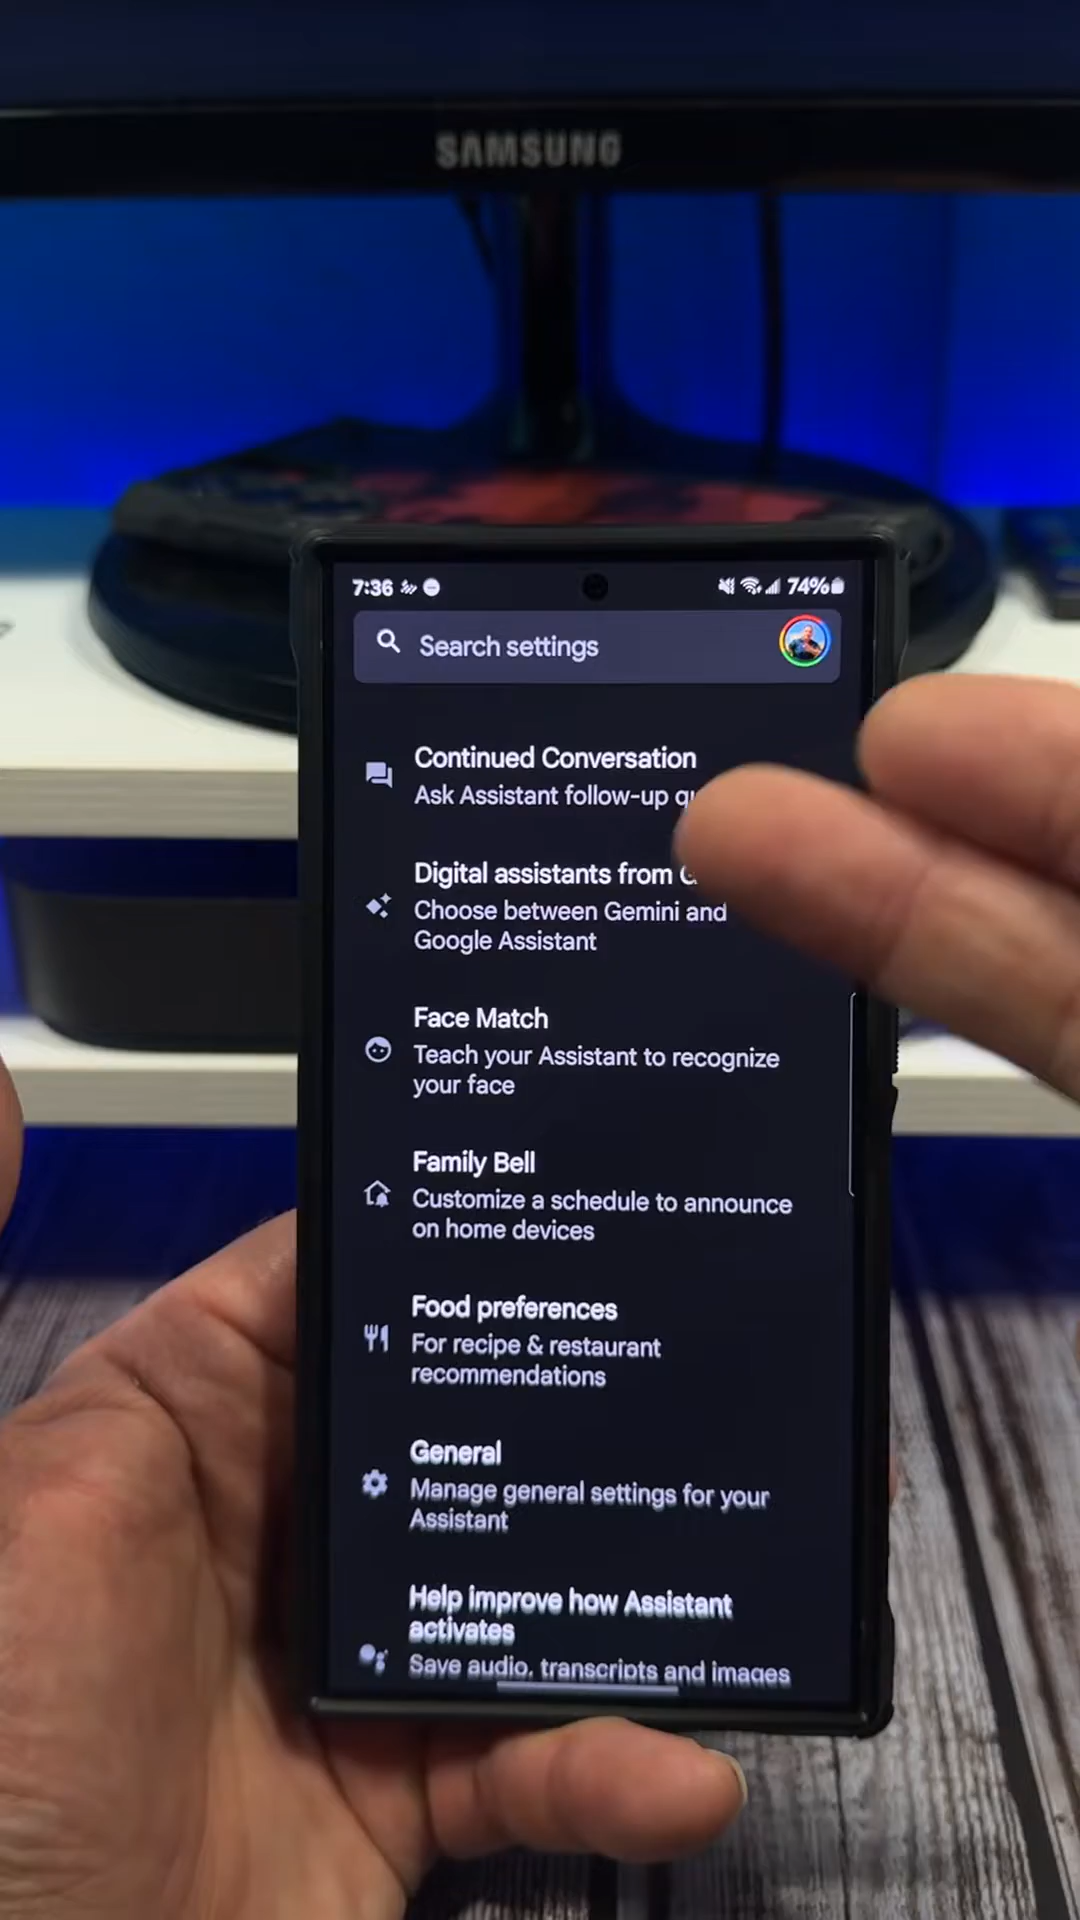 SAMSUNG
7:36 74%
Search settings
Continued Conversation
Ask Assistant follow-up
Digital assistants from
Choose between Gemini and
Google Assistant
Face Match
Teach your Assistant to recognize
your face
Family Bell
Customize a schedule to announce
on home devices
Food preferences
For recipe & restaurant
recommendations
General
Manage general settings for your
Assistant
Help improve how Assistant
activates
Save audio, transcripts and images